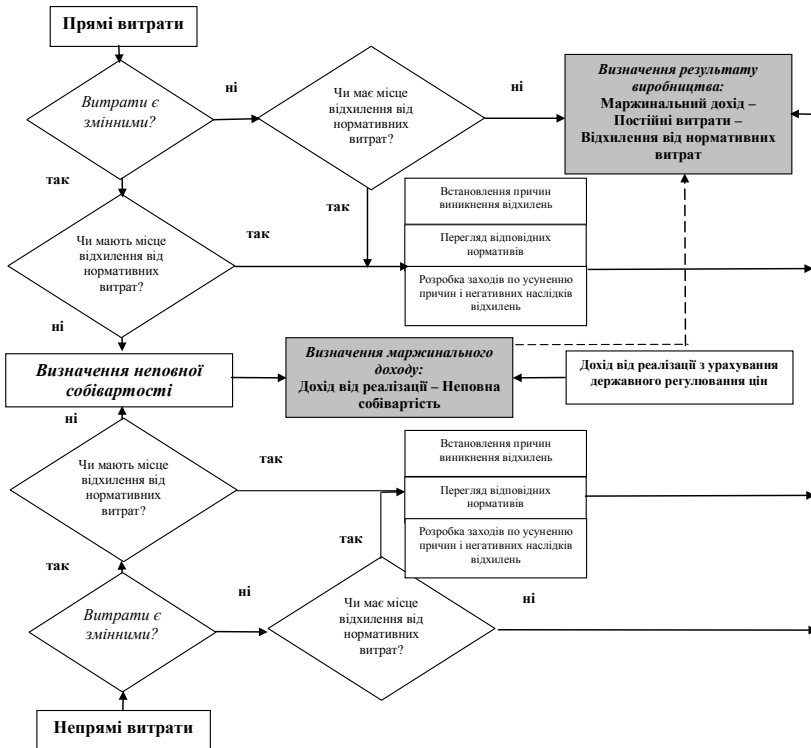 Прямі витрати
Витрати є
змінними?
ні
Чи має місце
відхилення від
нормативних
витрат?
ні
Визначення результату
виробництва:
Маржинальний дохід –
Постійні витрати –
Відхилення від нормативних
витрат
так
так
Чи мають місце
відхилення від
нормативних
витрат?
так
Встановлення причин
виникнення відхилень
Перегляд відповідних
нормативів
Розробка заходів по усуненню
причин і негативних наслідків
відхилень
ні
Визначення неповної
собівартості
Визначення маржинального
доходу:
Дохід від реалізації – Неповна
собівартість
Дохід від реалізації з урахування
державного регулювання цін
ні
Чи мають місце
відхилення від
нормативних
витрат?
так
Встановлення причин
виникнення відхилень
Перегляд відповідних
нормативів
Розробка заходів по усуненню
причин і негативних наслідків
відхилень
так
так
Витрати є
змінними?
ні
Чи має місце
відхилення від
нормативних
витрат?
ні
Непрямі витрати